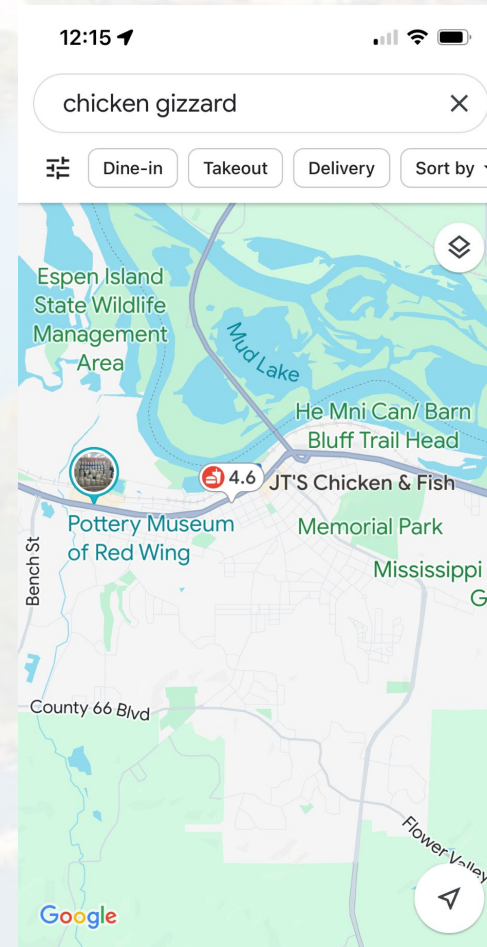 12:15
chicken gizzard
Dine-in
Takeout
Delivery
Sort by
Espen Island
State Wildlife
Management
Area
Mud Lake
He Mni Can/ Barn
Bluff Trail Head
4.6
JT'S Chicken & Fish
Pottery Museum
of Red Wing
Memorial Park
Mississippi
G
Bench St
County 66 Blvd
Flower Valley
Google